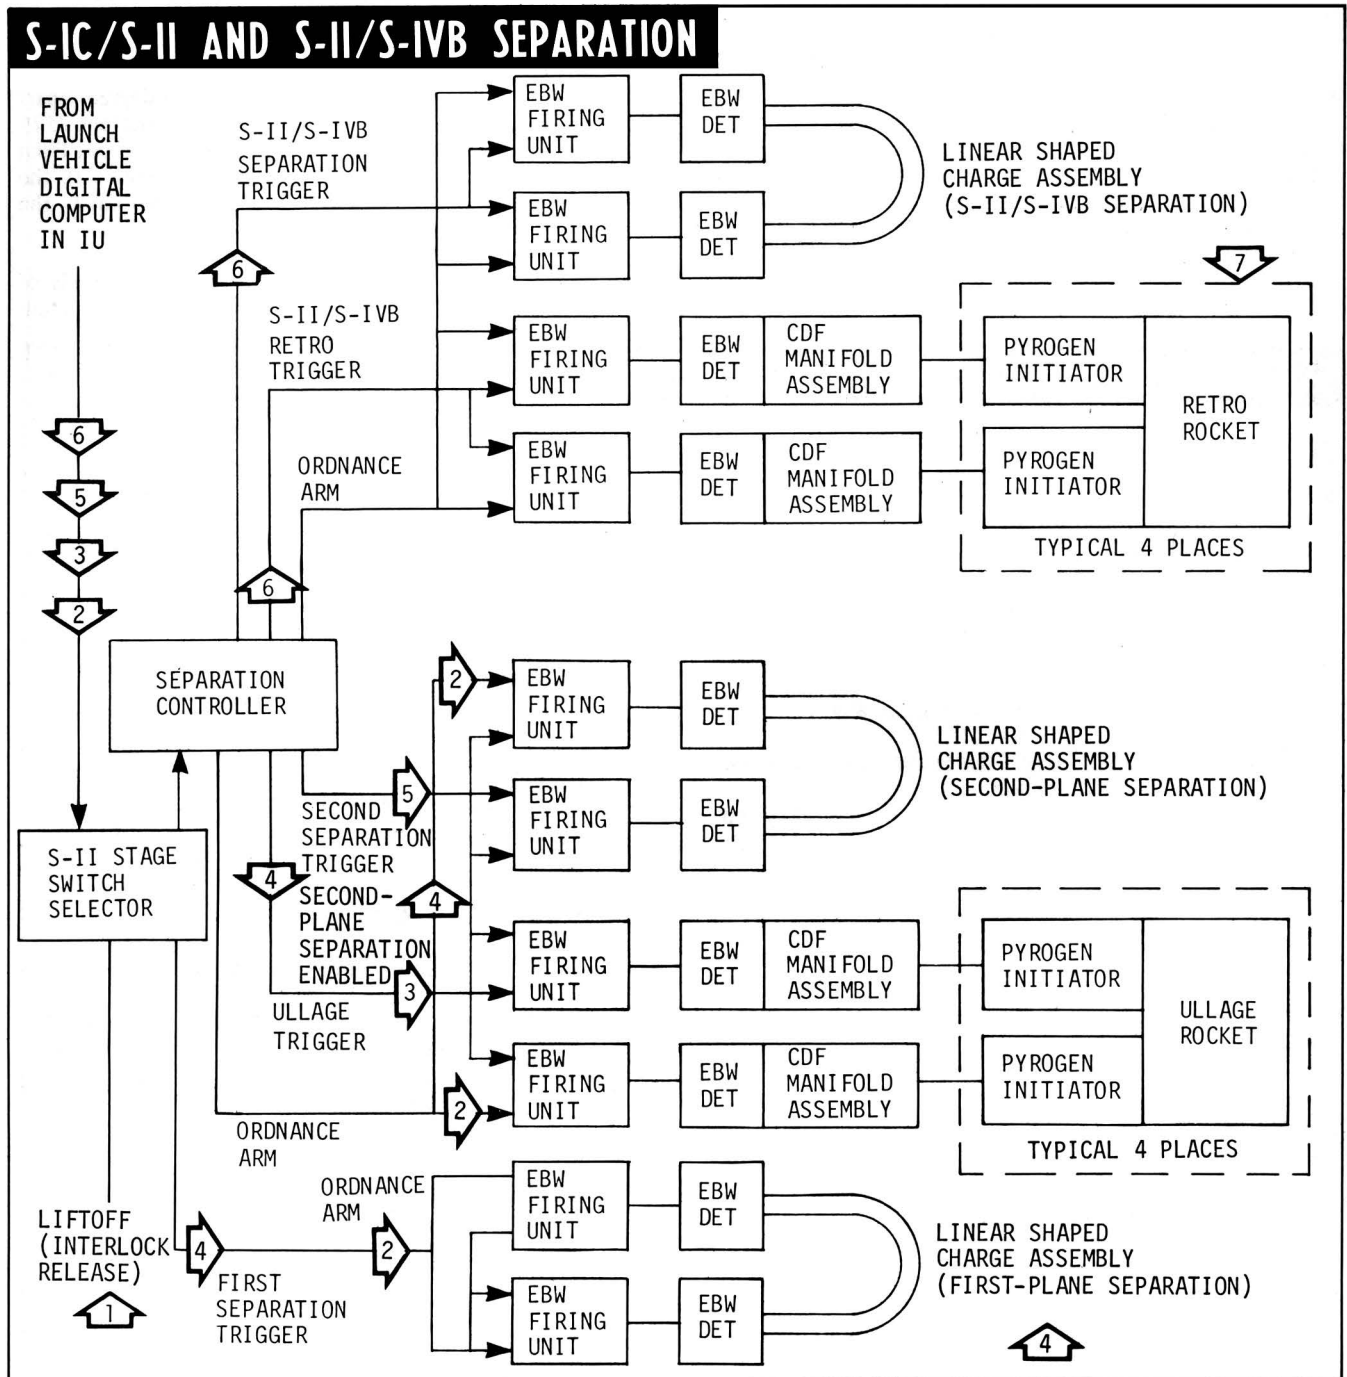 S-IC/S-II AND S-II/S-IVB SEPARATION
FROM
LAUNCH
VEHICLE
DIGITAL
COMPUTER
IN IU
6
5
3
2
S-II/S-IVB
SEPARATION
TRIGGER
6
S-II/S-IVB
RETRO
TRIGGER
6
ORDNANCE
ARM
EBW
FIRING
UNIT
EBW
DET
EBW
FIRING
UNIT
EBW
DET
LINEAR SHAPED
CHARGE ASSEMBLY
(S-II/S-IVB SEPARATION)
7
EBW
FIRING
UNIT
EBW
DET
CDF
MANIFOLD
ASSEMBLY
PYROGEN
INITIATOR
EBW
FIRING
UNIT
EBW
DET
CDF
MANIFOLD
ASSEMBLY
PYROGEN
INITIATOR
RETRO
ROCKET
TYPICAL 4 PLACES
SEPARATION
CONTROLLER
S-II STAGE
SWITCH
SELECTOR
2
5
SECOND
SEPARATION
TRIGGER
4
4
SECOND-
PLANE
SEPARATION
ENABLED
3
ULLAGE
TRIGGER
2
ORDNANCE
ARM
EBW
FIRING
UNIT
EBW
DET
EBW
FIRING
UNIT
EBW
DET
LINEAR SHAPED
CHARGE ASSEMBLY
(SECOND-PLANE SEPARATION)
EBW
FIRING
UNIT
EBW
DET
CDF
MANIFOLD
ASSEMBLY
PYROGEN
INITIATOR
EBW
FIRING
UNIT
EBW
DET
CDF
MANIFOLD
ASSEMBLY
PYROGEN
INITIATOR
ULLAGE
ROCKET
TYPICAL 4 PLACES
LIFTOFF
(INTERLOCK
RELEASE)
1
4
FIRST
SEPARATION
TRIGGER
ORDNANCE
ARM
2
EBW
FIRING
UNIT
EBW
DET
EBW
FIRING
UNIT
EBW
DET
LINEAR SHAPED
CHARGE ASSEMBLY
(FIRST-PLANE SEPARATION)
4